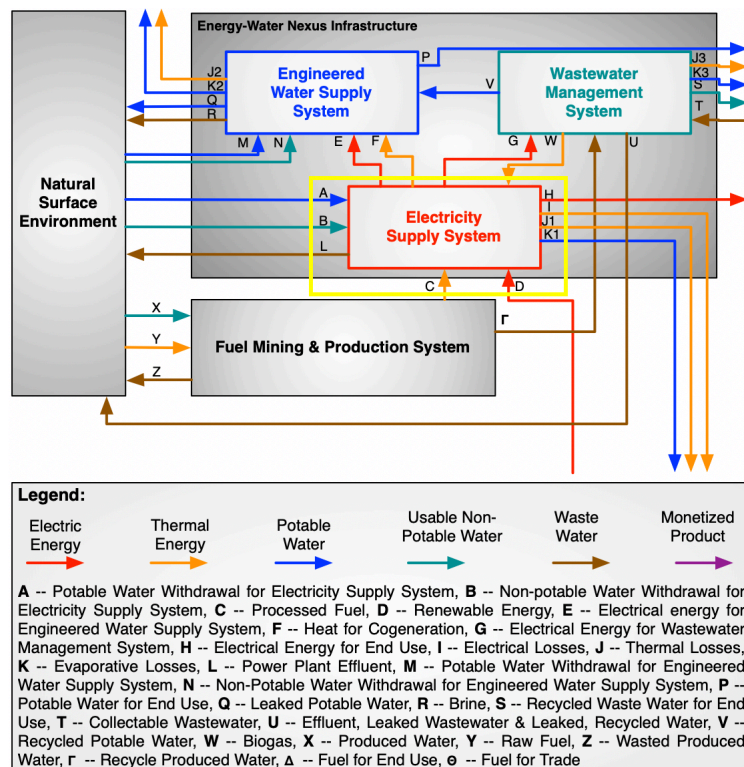 Energy-Water Nexus Infrastructure
P
J2
K2
Q
R
Engineered
Water Supply
System
V
Wastewater
Management
System
J3
K3
S
T
M
N
E
F
G
W
U
Natural
Surface
Environment
A
B
L
Electricity
Supply System
H
I
J1
K1
C
D
X
Y
Z
Γ
Fuel Mining & Production System
Legend:
Electric
Energy
Thermal
Energy
Potable
Water
Usable Non-
Potable Water
Waste
Water
Monetized
Product
A -- Potable Water Withdrawal for Electricity Supply System, B -- Non-potable Water Withdrawal for
Electricity Supply System, C -- Processed Fuel, D -- Renewable Energy, E -- Electrical energy for
Engineered Water Supply System, F -- Heat for Cogeneration, G -- Electrical Energy for Wastewater
Management System, H -- Electrical Energy for End Use, I -- Electrical Losses, J -- Thermal Losses,
K -- Evaporative Losses, L -- Power Plant Effluent, M -- Potable Water Withdrawal for Engineered
Water Supply System, N -- Non-Potable Water Withdrawal for Engineered Water Supply System, P --
Potable Water for End Use, Q -- Leaked Potable Water, R -- Brine, S -- Recycled Waste Water for End
Use, T -- Collectable Wastewater, U -- Effluent, Leaked Wastewater & Leaked, Recycled Water, V --
Recycled Potable Water, W -- Biogas, X -- Produced Water, Y -- Raw Fuel, Z -- Wasted Produced
Water, Γ -- Recycle Produced Water, Δ -- Fuel for End Use, Θ -- Fuel for Trade